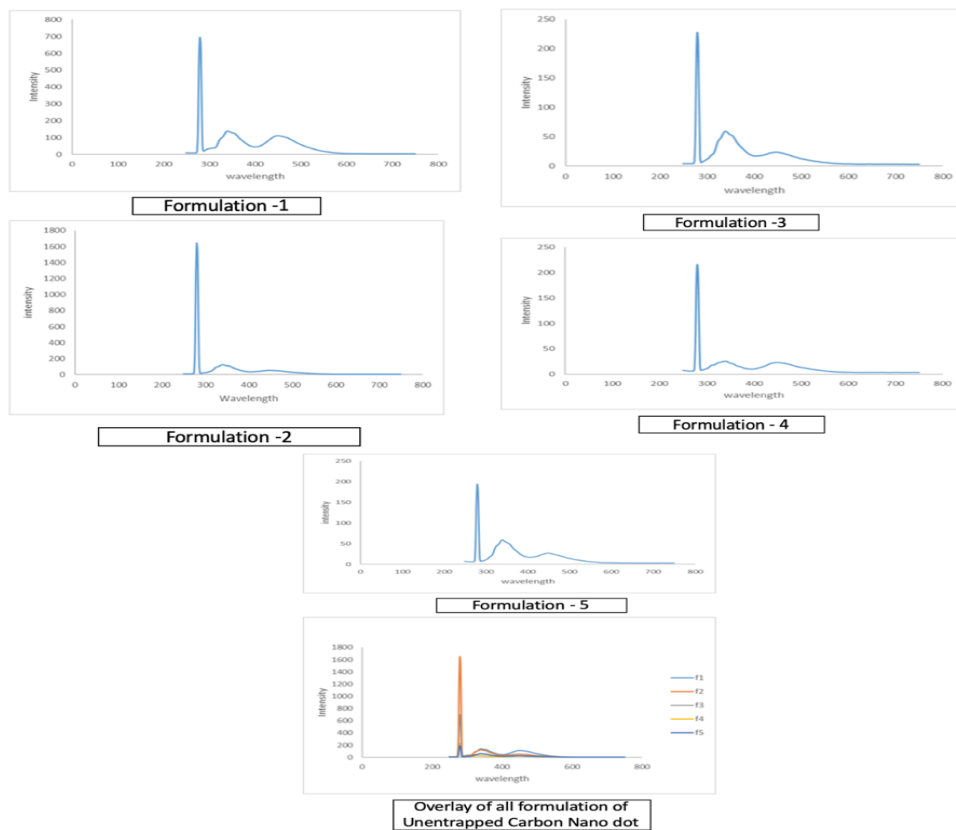 800
700
600
500
400
300
200
100
0
Intensity
0 100 200 300 400 500 600 700 800
wavelength
Formulation -1
250
200
150
100
50
0
Intensity
0 100 200 300 400 500 600 700 800
wavelength
Formulation -3
1800
1600
1400
1200
1000
800
600
400
200
0
intensity
0 100 200 300 400 500 600 700 800
Wavelength
Formulation -2
250
200
150
100
50
0
Intensity
0 100 200 300 400 500 600 700 800
wavelength
Formulation - 4
250
200
150
100
50
0
intensity
0 100 200 300 400 500 600 700 800
wavelength
Formulation - 5
1800
1600
1400
1200
1000
800
600
400
200
0
Intensity
0 200 400 600 800
wavelength
f1
f2
f3
f4
f5
Overlay of all formulation of
Unentrapped Carbon Nano dot